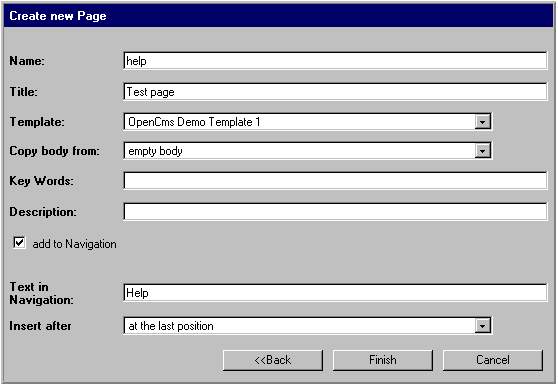 Create new Page
Name: help
Title: Test page
Template: OpenCms Demo Template 1
Copy body from: empty body
Key Words:
Description:
add to Navigation
Text in
Navigation: Help
Insert after at the last position
<<Back Finish Cancel